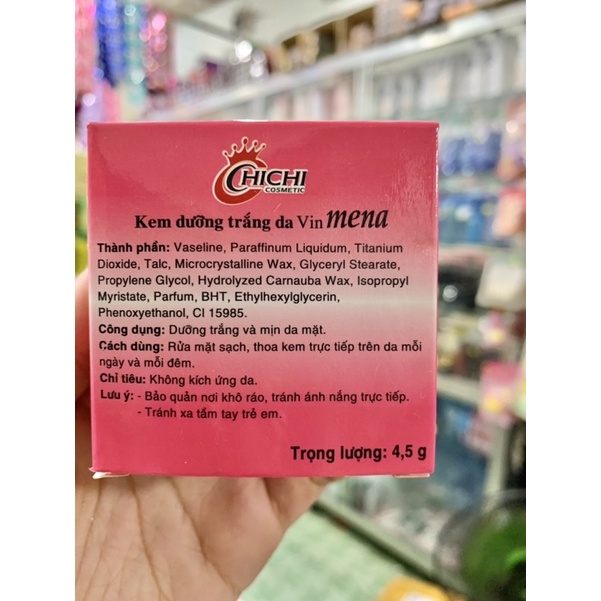 CHICHI
COSMETIC
Kem dưỡng trắng da Vin mena
Thành phần: Vaseline, Paraffinum Liquidum, Titanium
Dioxide, Talc, Microcrystalline Wax, Glyceryl Stearate,
Propylene Glycol, Hydrolyzed Carnauba Wax, Isopropyl
Myristate, Parfum, BHT, Ethylhexylglycerin,
Phenoxyethanol, CI 15985.
Công dụng: Dưỡng trắng và mịn da mặt.
Cách dùng: Rửa mặt sạch, thoa kem trực tiếp trên da mỗi
ngày và mỗi đêm.
Chỉ tiêu: Không kích ứng da.
Lưu ý: - Bảo quản nơi khô ráo, tránh ánh nắng trực tiếp.
- Tránh xa tầm tay trẻ em.
Trọng lượng: 4,5 g